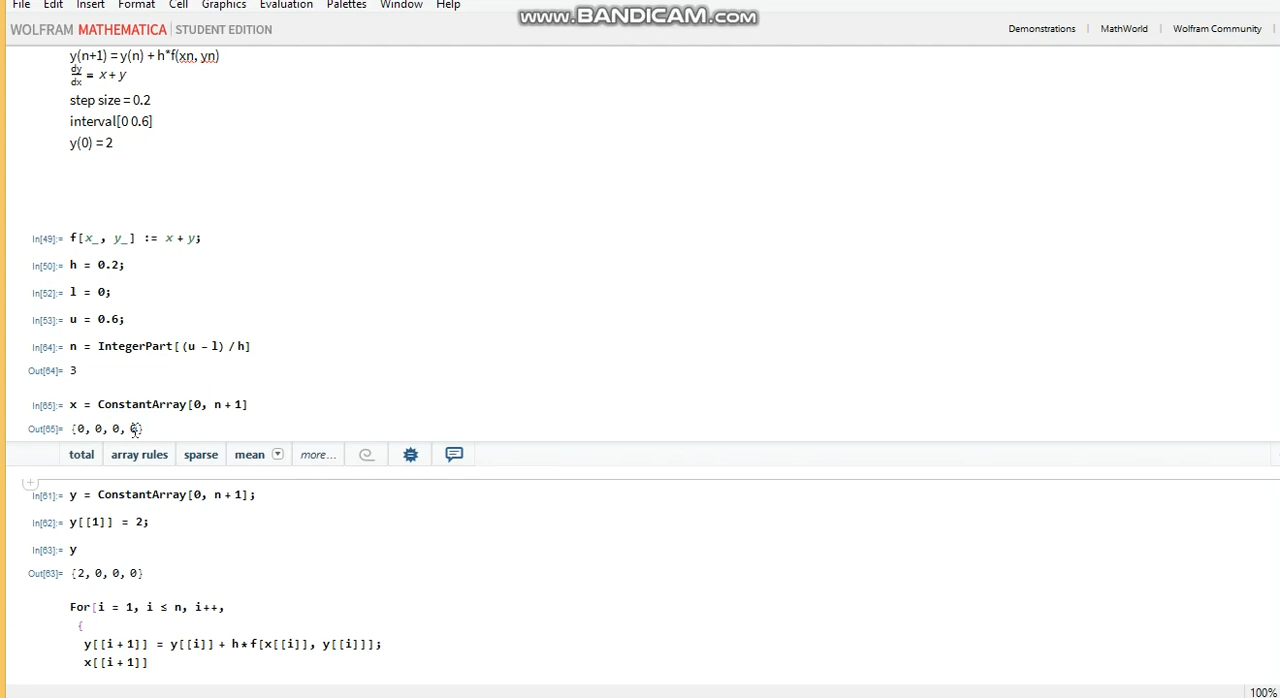 File Edit Insert Format Cell Graphics Evaluation Palettes Window Help
www.BANDICAM.com
WOLFRAM MATHEMATICA STUDENT EDITION
Demonstrations | MathWorld | Wolfram Community
y(n+1) = y(n) + h*f(xn, yn)
dy/dx = x + y
step size = 0.2
interval[0 0.6]
y(0) = 2
In[49]:= f[x_, y_] := x + y;
In[50]:= h = 0.2;
In[52]:= l = 0;
In[53]:= u = 0.6;
In[64]:= n = IntegerPart[(u - l) / h]
Out[64]= 3
In[65]:= x = ConstantArray[0, n + 1]
Out[65]= {0, 0, 0, 0}
total array rules sparse mean more...
In[61]:= y = ConstantArray[0, n + 1];
In[62]:= y[[1]] = 2;
In[63]:= y
Out[63]= {2, 0, 0, 0}
For[i = 1, i ≤ n, i++,
{
y[[i + 1]] = y[[i]] + h * f[x[[i]], y[[i]]];
x[[i + 1]]
100%